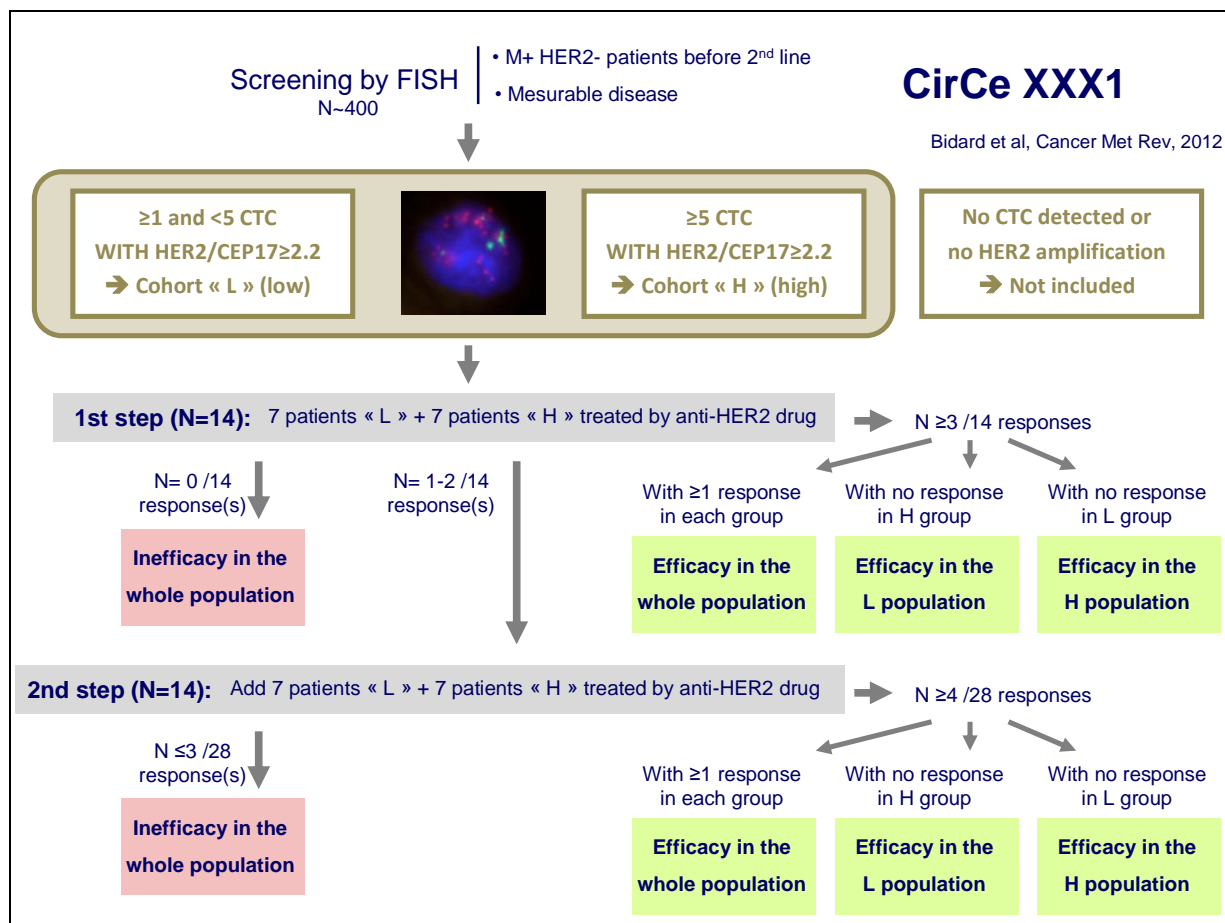 Screening by FISH
N~400
• M+ HER2- patients before 2nd line
• Mesurable disease
CirCe XXX1
Bidard et al, Cancer Met Rev, 2012
≥1 and <5 CTC
WITH HER2/CEP17≥2.2
➔ Cohort « L » (low)
≥5 CTC
WITH HER2/CEP17≥2.2
➔ Cohort « H » (high)
No CTC detected or
no HER2 amplification
➔ Not included
1st step (N=14): 7 patients « L » + 7 patients « H » treated by anti-HER2 drug
N ≥3 /14 responses
N= 0 /14
response(s)
N= 1-2 /14
response(s)
With ≥1 response
in each group
With no response
in H group
With no response
in L group
Inefficacy in the
whole population
Efficacy in the
whole population
Efficacy in the
L population
Efficacy in the
H population
2nd step (N=14): Add 7 patients « L » + 7 patients « H » treated by anti-HER2 drug
N ≥4 /28 responses
N ≤3 /28
response(s)
With ≥1 response
in each group
With no response
in H group
With no response
in L group
Inefficacy in the
whole population
Efficacy in the
whole population
Efficacy in the
L population
Efficacy in the
H population